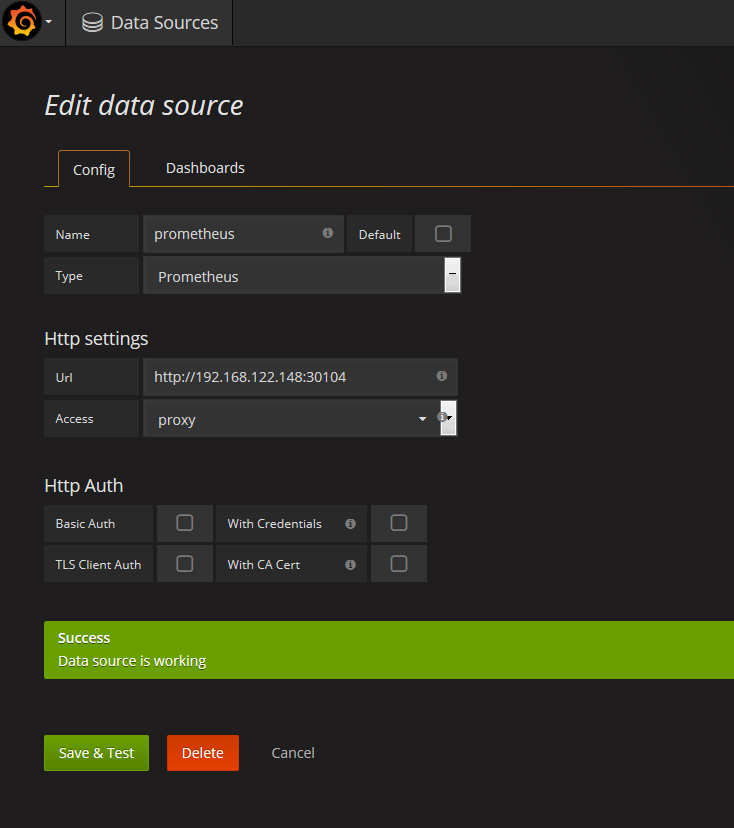 Data Sources
Edit data source
Config Dashboards
Name prometheus Default
Type Prometheus
Http settings
Url http://192.168.122.148:30104
Access proxy
Http Auth
Basic Auth With Credentials
TLS Client Auth With CA Cert
Success
Data source is working
Save & Test Delete Cancel